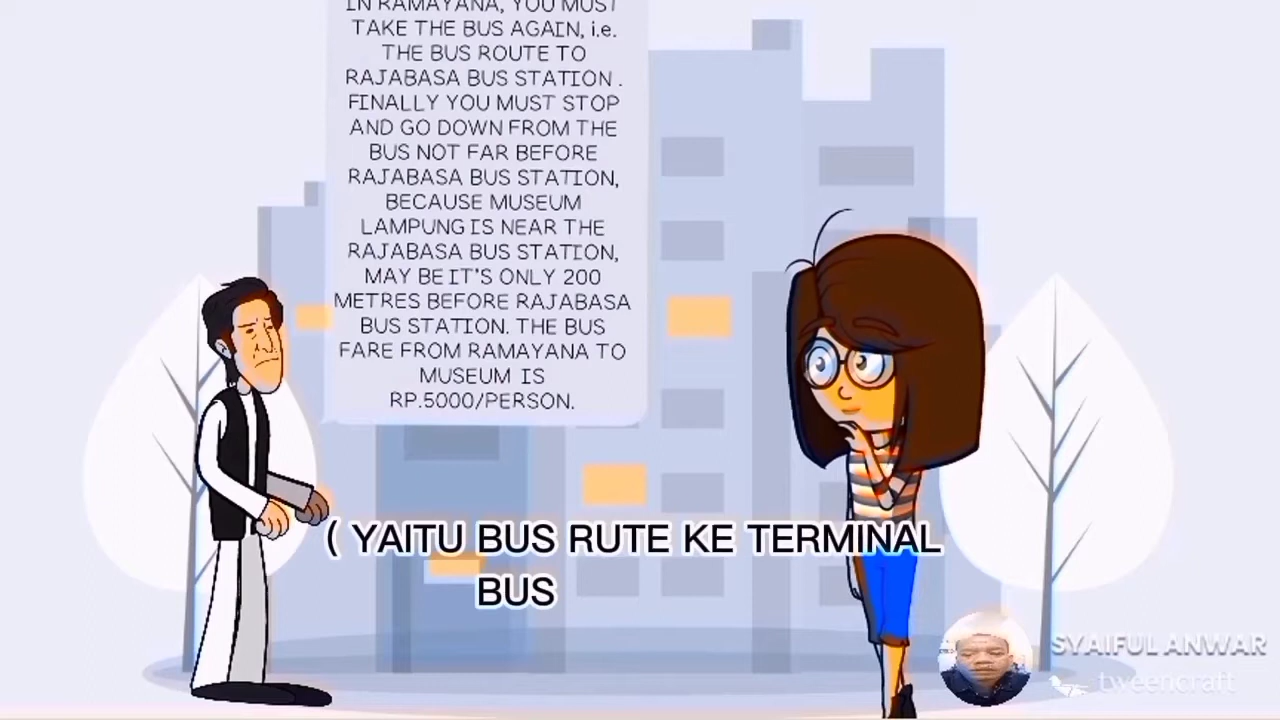 IN RAMAYANA, YOU MUST
TAKE THE BUS AGAIN, i.e.
THE BUS ROUTE TO
RAJABASA BUS STATION .
FINALLY YOU MUST STOP
AND GO DOWN FROM THE
BUS NOT FAR BEFORE
RAJABASA BUS STATION,
BECAUSE MUSEUM
LAMPUNG IS NEAR THE
RAJABASA BUS STATION,
MAY BE IT'S ONLY 200
METRES BEFORE RAJABASA
BUS STATION. THE BUS
FARE FROM RAMAYANA TO
MUSEUM IS
RP.5000/PERSON.
( YAITU BUS RUTE KE TERMINAL
BUS
SYAIFUL ANWAR
tweencraft